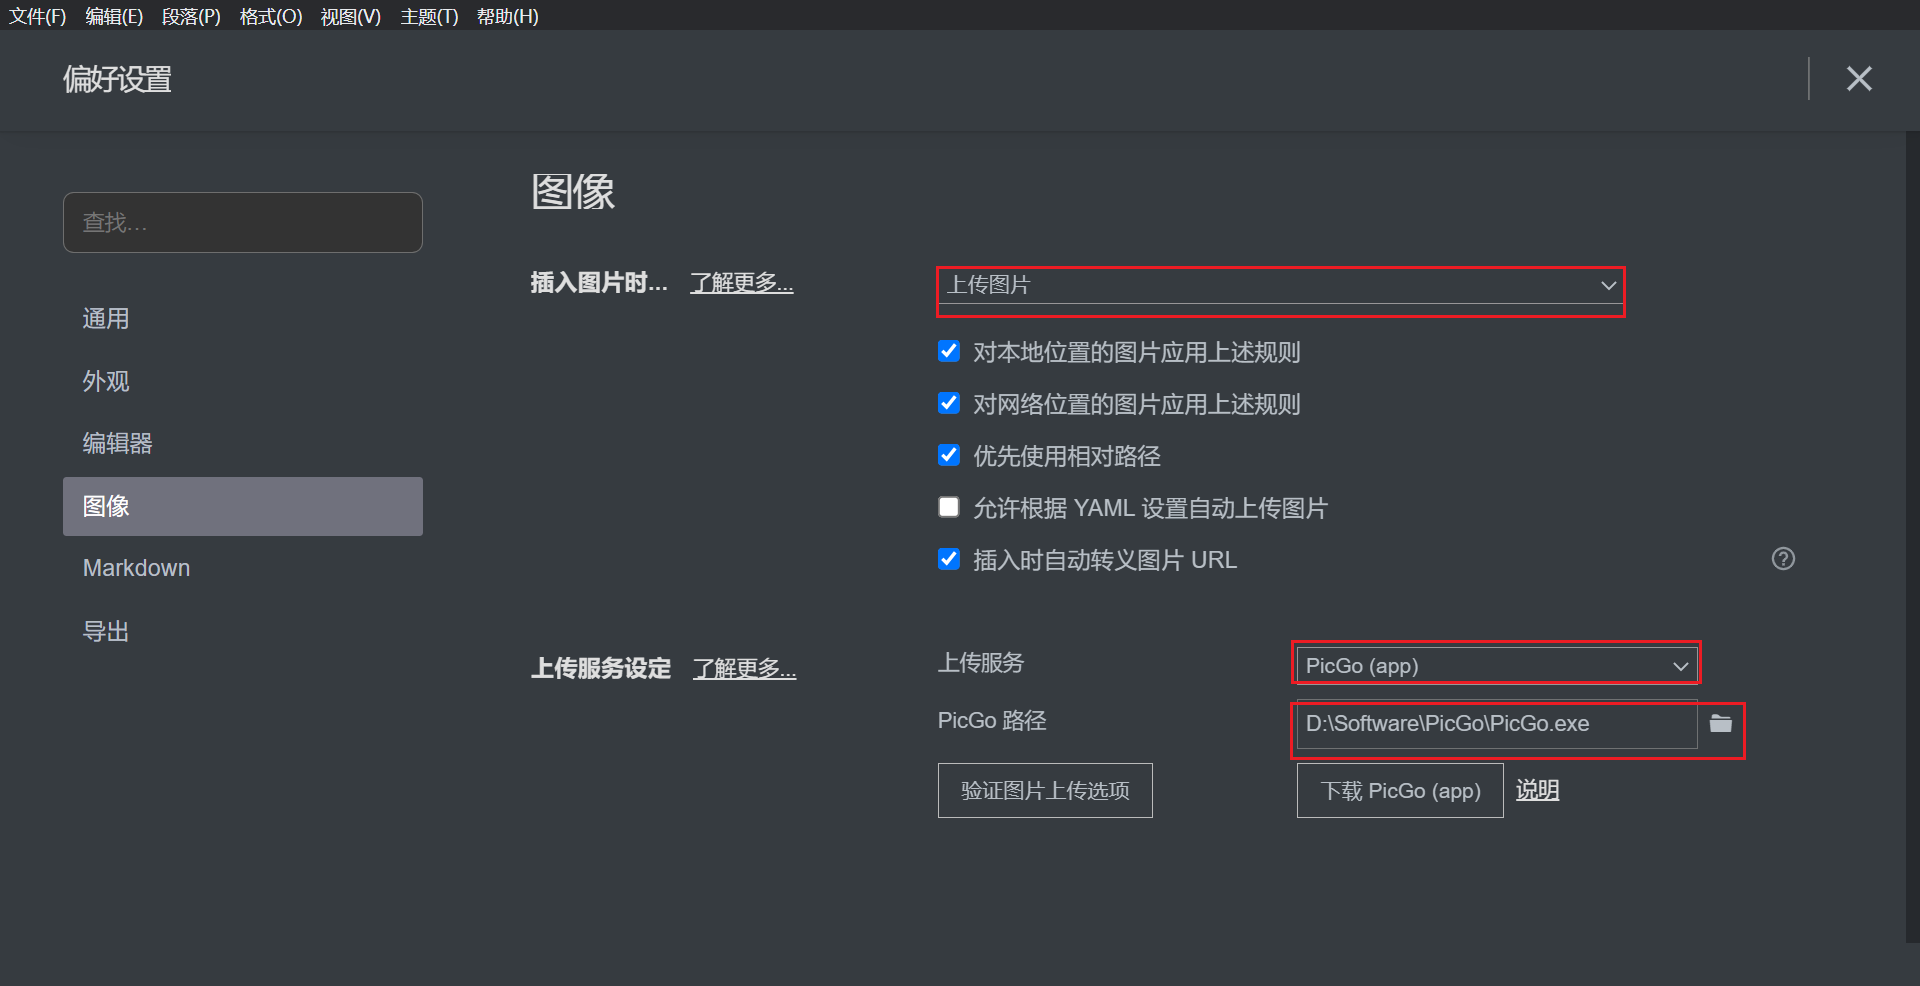 文件(F) 编辑(E) 段落(P) 格式(O) 视图(V) 主题(T) 帮助(H)
偏好设置
查找...
通用
外观
编辑器
图像
Markdown
导出
图像
插入图片时... 了解更多...
上传图片
对本地位置的图片应用上述规则
对网络位置的图片应用上述规则
优先使用相对路径
允许根据 YAML 设置自动上传图片
插入时自动转义图片 URL
上传服务设定 了解更多...
上传服务
PicGo (app)
PicGo 路径
D:\Software\PicGo\PicGo.exe
验证图片上传选项
下载 PicGo (app) 说明